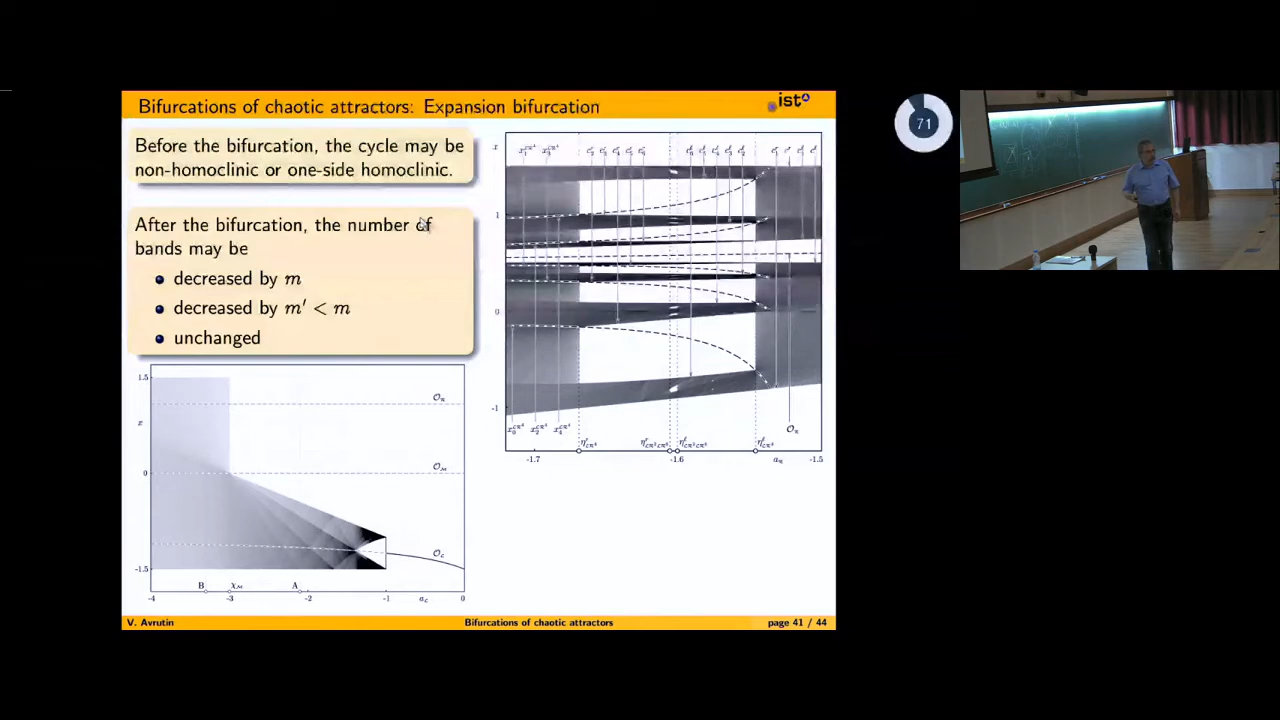 Bifurcations of chaotic attractors: Expansion bifurcation
ist
71
Before the bifurcation, the cycle may be
non-homoclinic or one-side homoclinic.
After the bifurcation, the number of
bands may be
decreased by m
decreased by m′ < m
unchanged
x
1
0
-1
-1.7
-1.6
-1.5
1.5
x
0
-1.5
B
A
-4
-3
-2
-1
0
V. Avrutin
Bifurcations of chaotic attractors
page 41 / 44